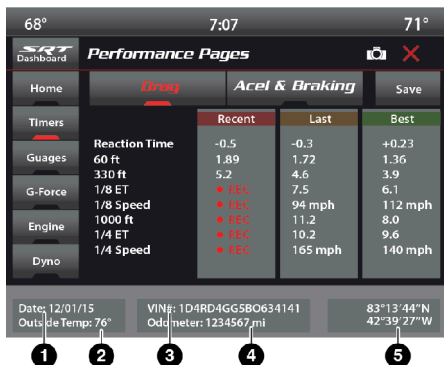 68° 7:07 71°
SRT Performance Pages
Dashboard
Home Drag Acel & Braking Save
Timers Recent Last Best
Reaction Time -0.5 -0.3 +0.23
60 ft 1.89 1.72 1.36
Guages
330 ft 5.2 4.6 3.9
1/8 ET REC 7.5 6.1
G-Force
1/8 Speed REC 94 mph 112 mph
1000 ft REC 11.2 8.0
Engine
1/4 ET REC 10.2 9.6
1/4 Speed REC 165 mph 140 mph
Dyno
Date: 12/01/15 VIN#: 1D4RD4GG5BO634141 83°13'44"N
Outside Temp: 76° Odometer: 1234567 mi 42°39'27"W
1 2 3 4 5